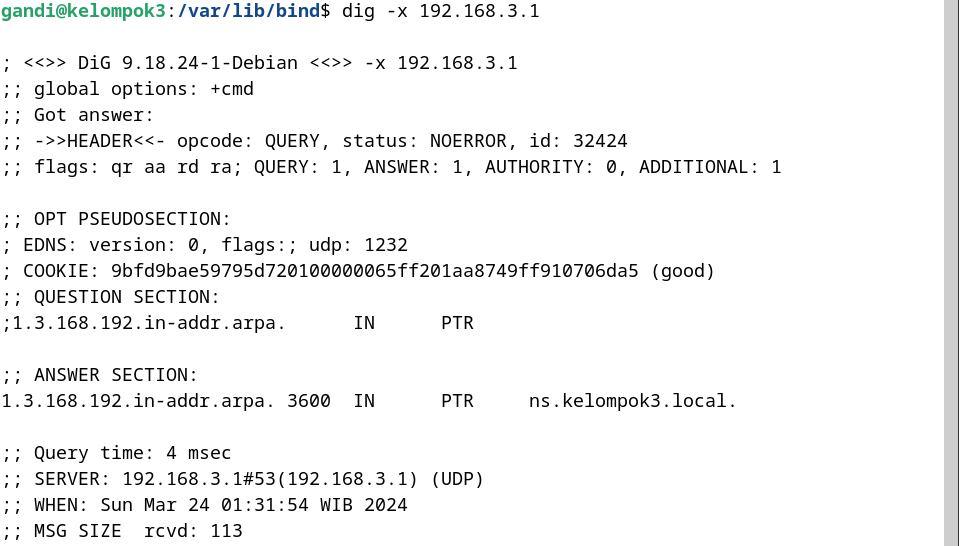 gandi@kelompok3:/var/lib/bind$ dig -x 192.168.3.1
; <<>> DiG 9.18.24-1-Debian <<>> -x 192.168.3.1
;; global options: +cmd
;; Got answer:
;; ->>HEADER<<- opcode: QUERY, status: NOERROR, id: 32424
;; flags: qr aa rd ra; QUERY: 1, ANSWER: 1, AUTHORITY: 0, ADDITIONAL: 1
;; OPT PSEUDOSECTION:
; EDNS: version: 0, flags:; udp: 1232
; COOKIE: 9bfd9bae59795d720100000065ff201aa8749ff910706da5 (good)
;; QUESTION SECTION:
;1.3.168.192.in-addr.arpa.      IN      PTR
;; ANSWER SECTION:
1.3.168.192.in-addr.arpa. 3600  IN      PTR     ns.kelompok3.local.
;; Query time: 4 msec
;; SERVER: 192.168.3.1#53(192.168.3.1) (UDP)
;; WHEN: Sun Mar 24 01:31:54 WIB 2024
;; MSG SIZE  rcvd: 113